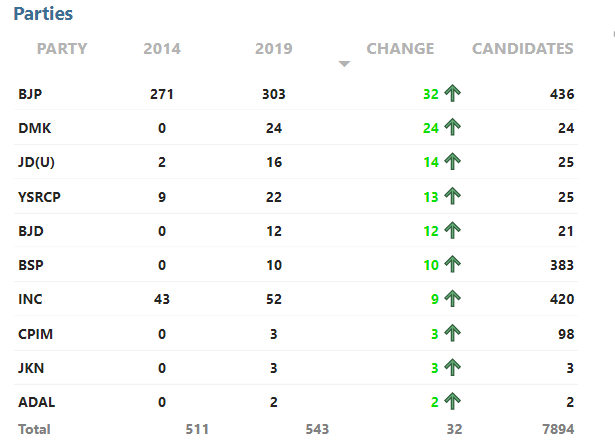 Parties
PARTY 2014 2019 CHANGE CANDIDATES
BJP 271 303 32 436
DMK 0 24 24 24
JD(U) 2 16 14 25
YSRCP 9 22 13 25
BJD 0 12 12 21
BSP 0 10 10 383
INC 43 52 9 420
CPIM 0 3 3 98
JKN 0 3 3 3
ADAL 0 2 2 2
Total 511 543 32 7894